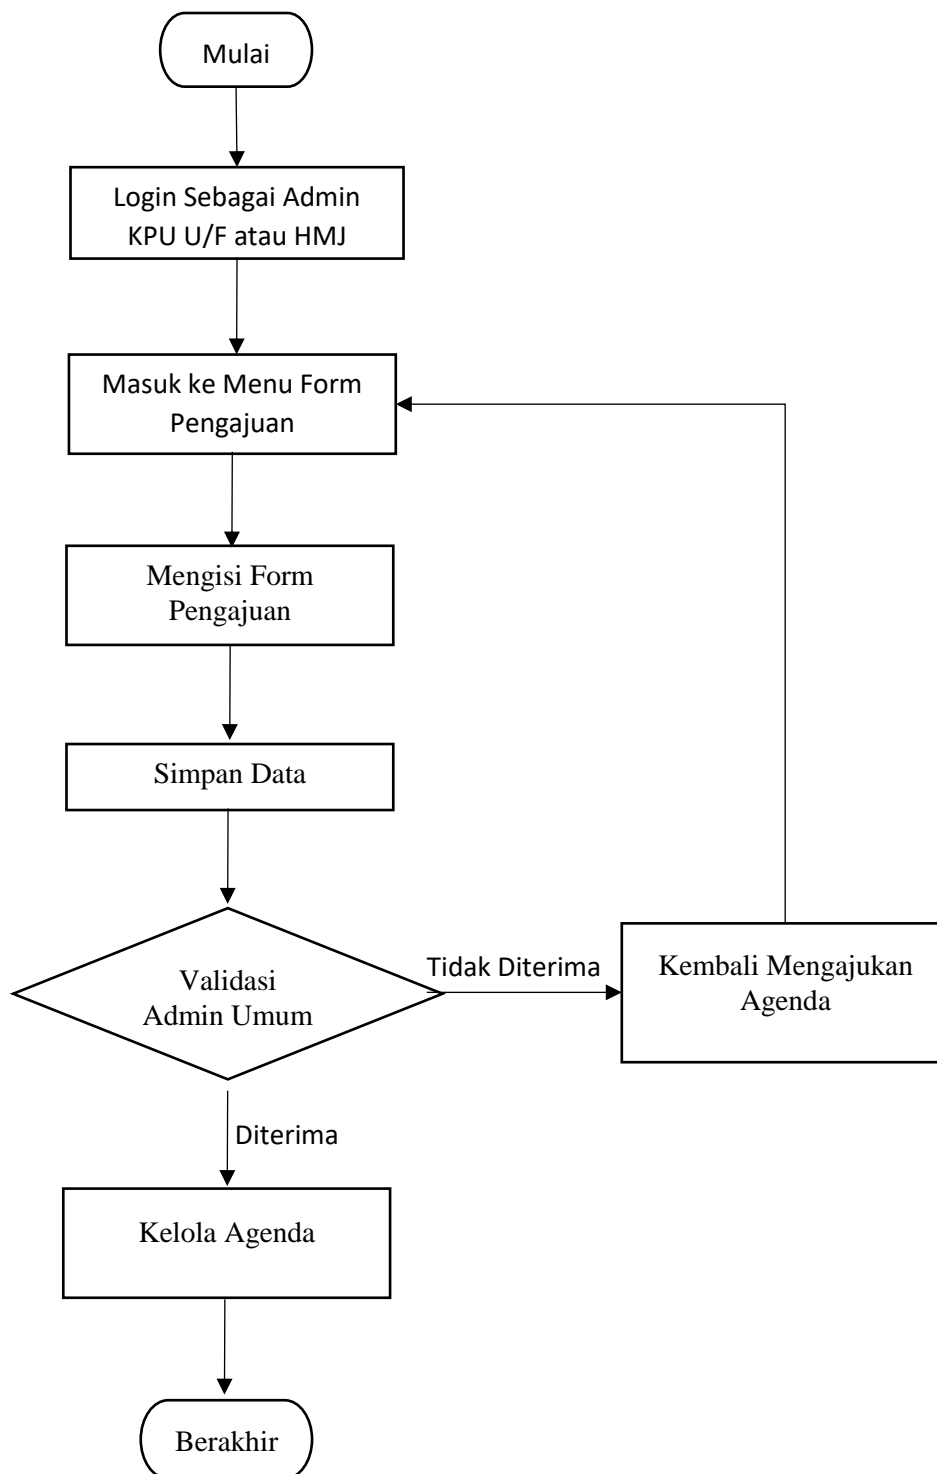 Mulai
Login Sebagai Admin
KPU U/F atau HMJ
Masuk ke Menu Form
Pengajuan
Mengisi Form
Pengajuan
Simpan Data
Validasi
Admin Umum
Tidak Diterima
Kembali Mengajukan
Agenda
Diterima
Kelola Agenda
Berakhir